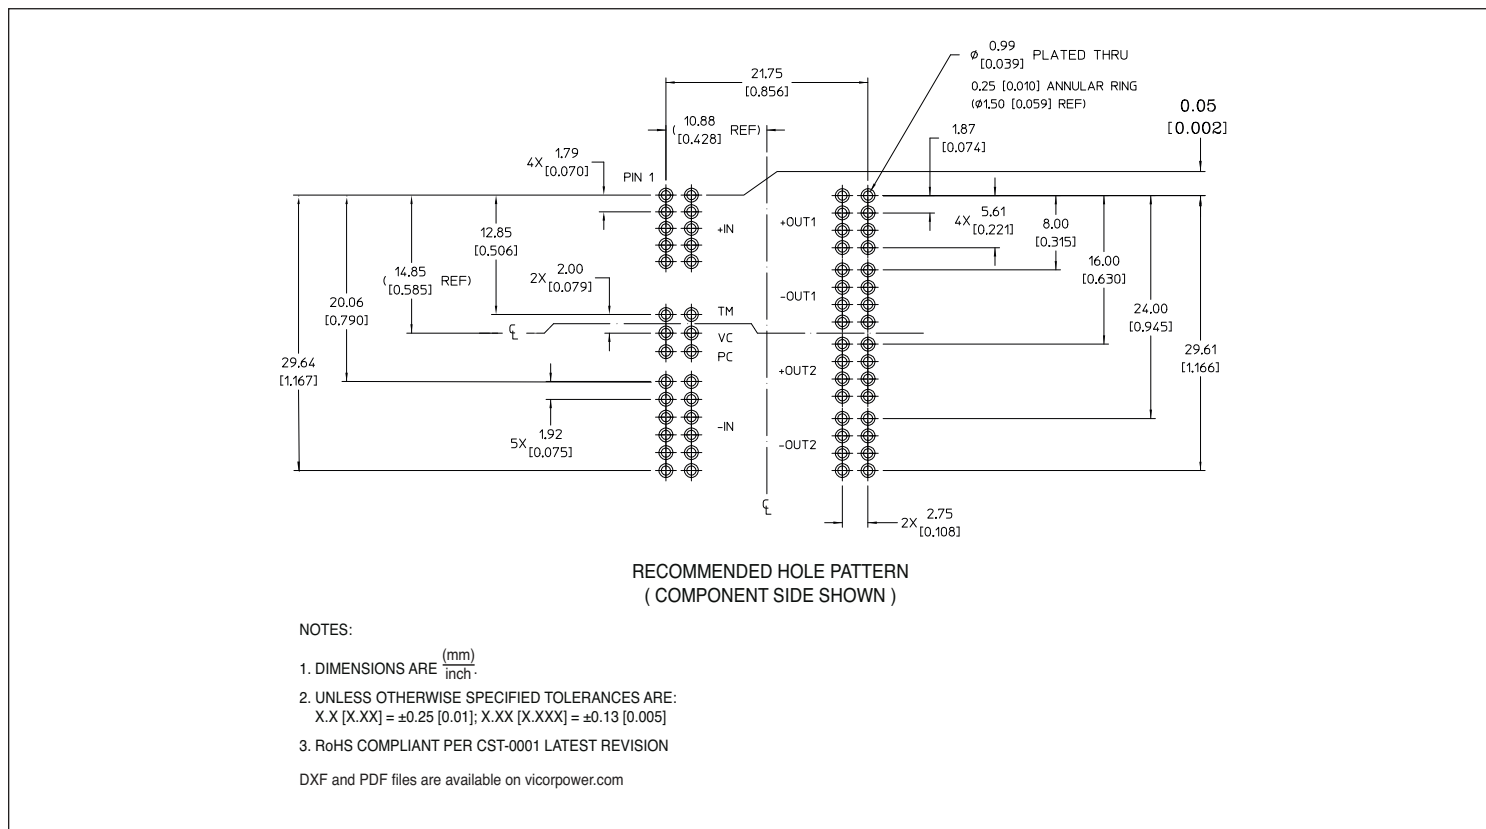 ø 0.99 [0.039] PLATED THRU
0.25 [0.010] ANNULAR RING
(ø1.50 [0.059] REF)
21.75
[0.856]
0.05
[0.002]
( 10.88 [0.428] REF)
1.87
[0.074]
4X 1.79 [0.070]
PIN 1
+IN
+OUT1
4X 5.61 [0.221]
8.00
[0.315]
12.85
[0.506]
16.00
[0.630]
( 14.85 [0.585] REF)
2X 2.00 [0.079]
-OUT1
20.06
[0.790]
TM
24.00
[0.945]
℄
VC
PC
29.64
[1.167]
+OUT2
29.61
[1.166]
5X 1.92 [0.075]
-IN
-OUT2
℄
2X 2.75 [0.108]
RECOMMENDED HOLE PATTERN
( COMPONENT SIDE SHOWN )
NOTES:
1. DIMENSIONS ARE (mm) / inch.
2. UNLESS OTHERWISE SPECIFIED TOLERANCES ARE:
X.X [X.XX] = ±0.25 [0.01]; X.XX [X.XXX] = ±0.13 [0.005]
3. RoHS COMPLIANT PER CST-0001 LATEST REVISION
DXF and PDF files are available on vicorpower.com